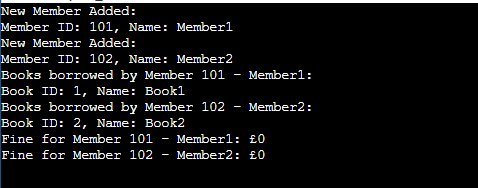 New Member Added:
Member ID: 101, Name: Member1
New Member Added:
Member ID: 102, Name: Member2
Books borrowed by Member 101 - Member1:
Book ID: 1, Name: Book1
Books borrowed by Member 102 - Member2:
Book ID: 2, Name: Book2
Fine for Member 101 - Member1: £0
Fine for Member 102 - Member2: £0